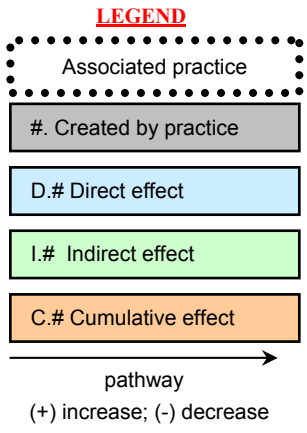 LEGEND
Associated practice
#. Created by practice
D.# Direct effect
I.# Indirect effect
C.# Cumulative effect
pathway
(+) increase; (-) decrease